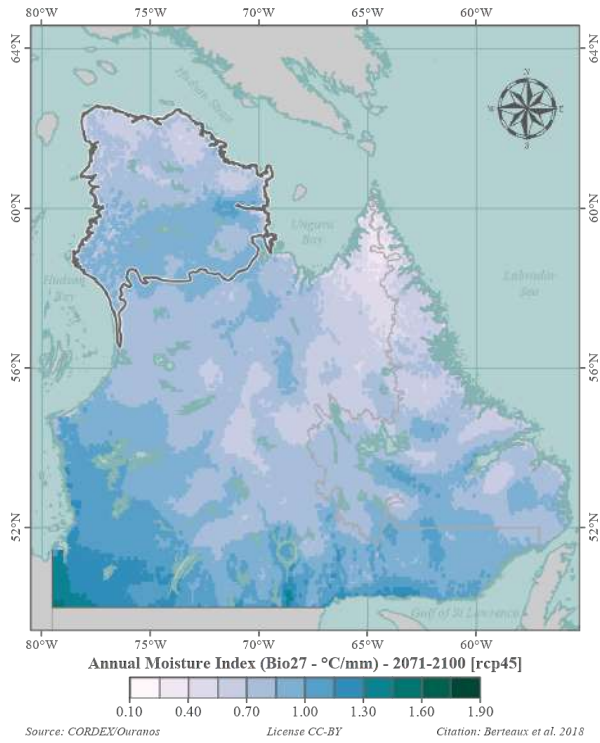 80°W 75°W 70°W 65°W 60°W
64°N 64°N
Hudson Strait
N
W E
S
60°N 60°N
Ungava
Bay
Hudson
Bay
Labrador
Sea
56°N 56°N
52°N 52°N
Gulf of St Lawrence
80°W 75°W 70°W 65°W 60°W
Annual Moisture Index (Bio27 - °C/mm) - 2071-2100 [rcp45]
0.10 0.40 0.70 1.00 1.30 1.60 1.90
Source: CORDEX/Ouranos License CC-BY Citation: Berteaux et al. 2018